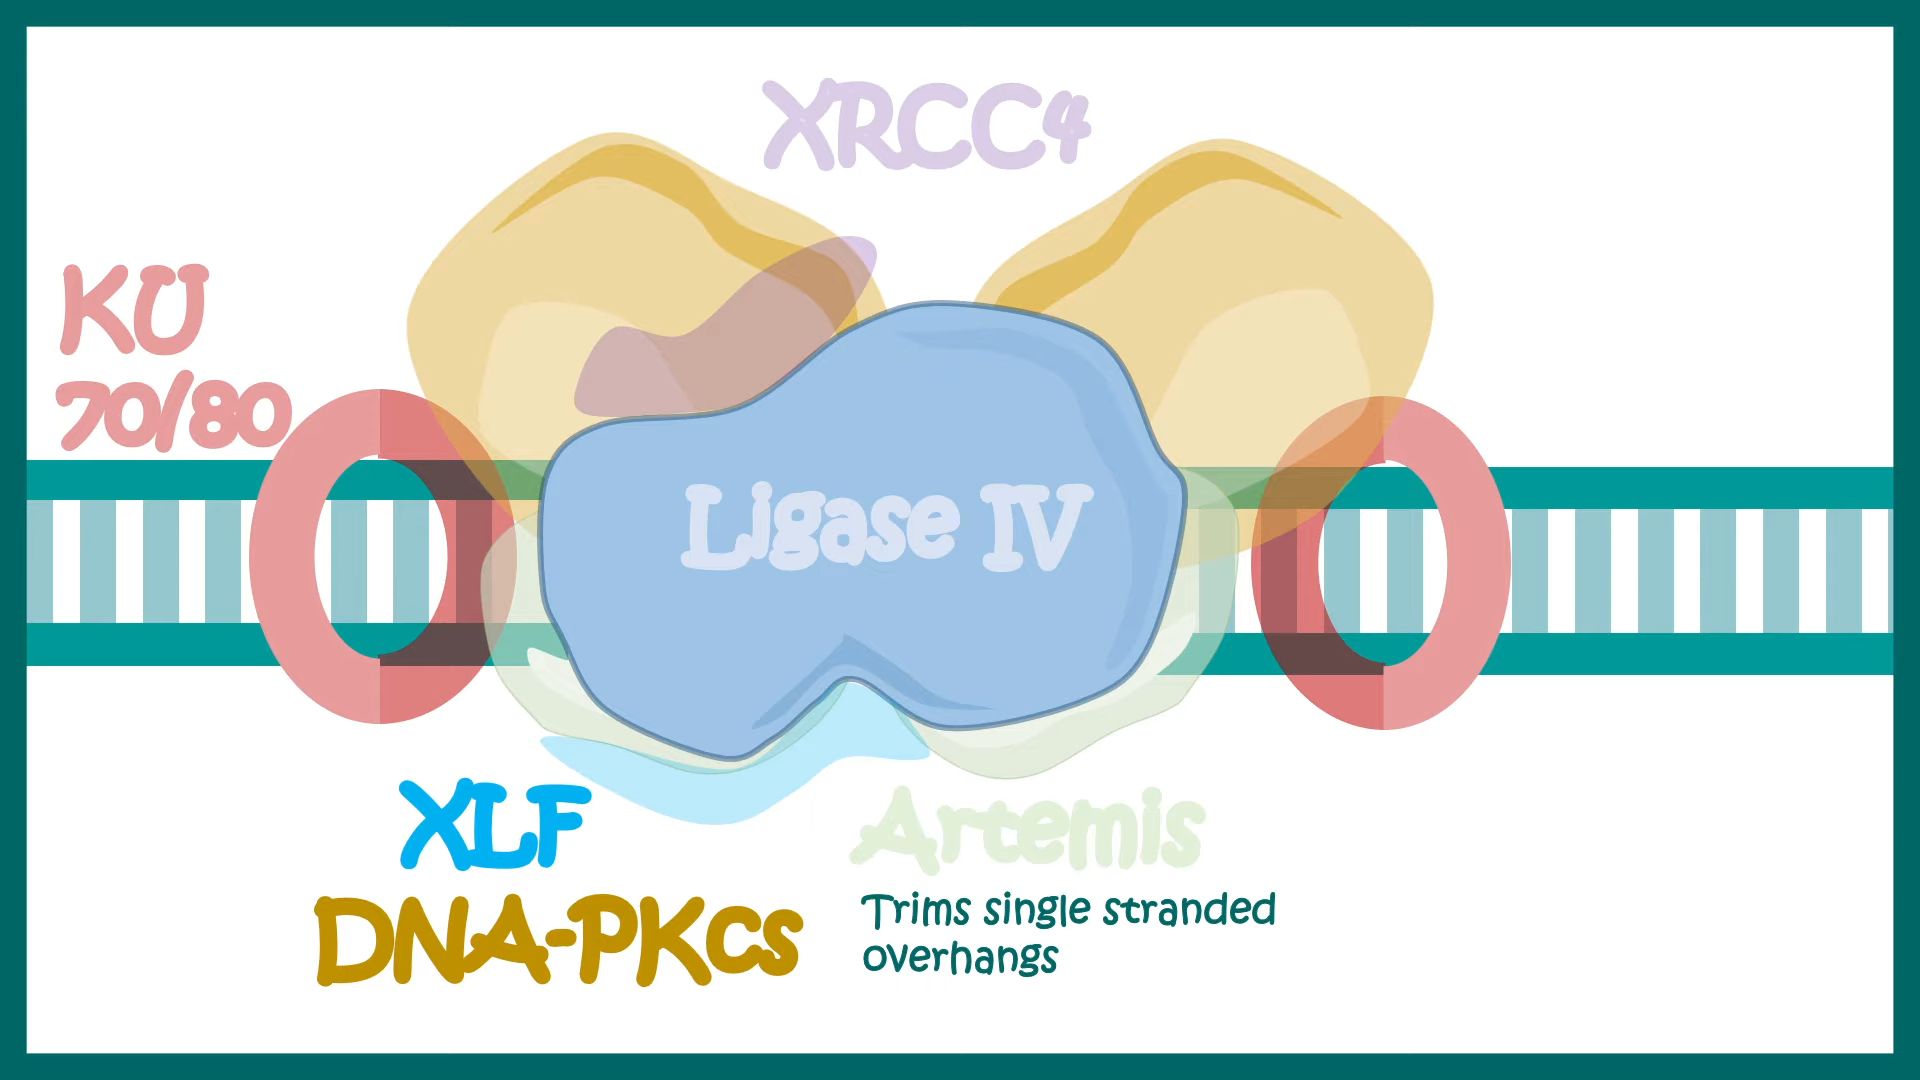 XRCC4
KU
70/80
Ligase IV
XLF
Artemis
DNA-PKcs
Trims single stranded
overhangs